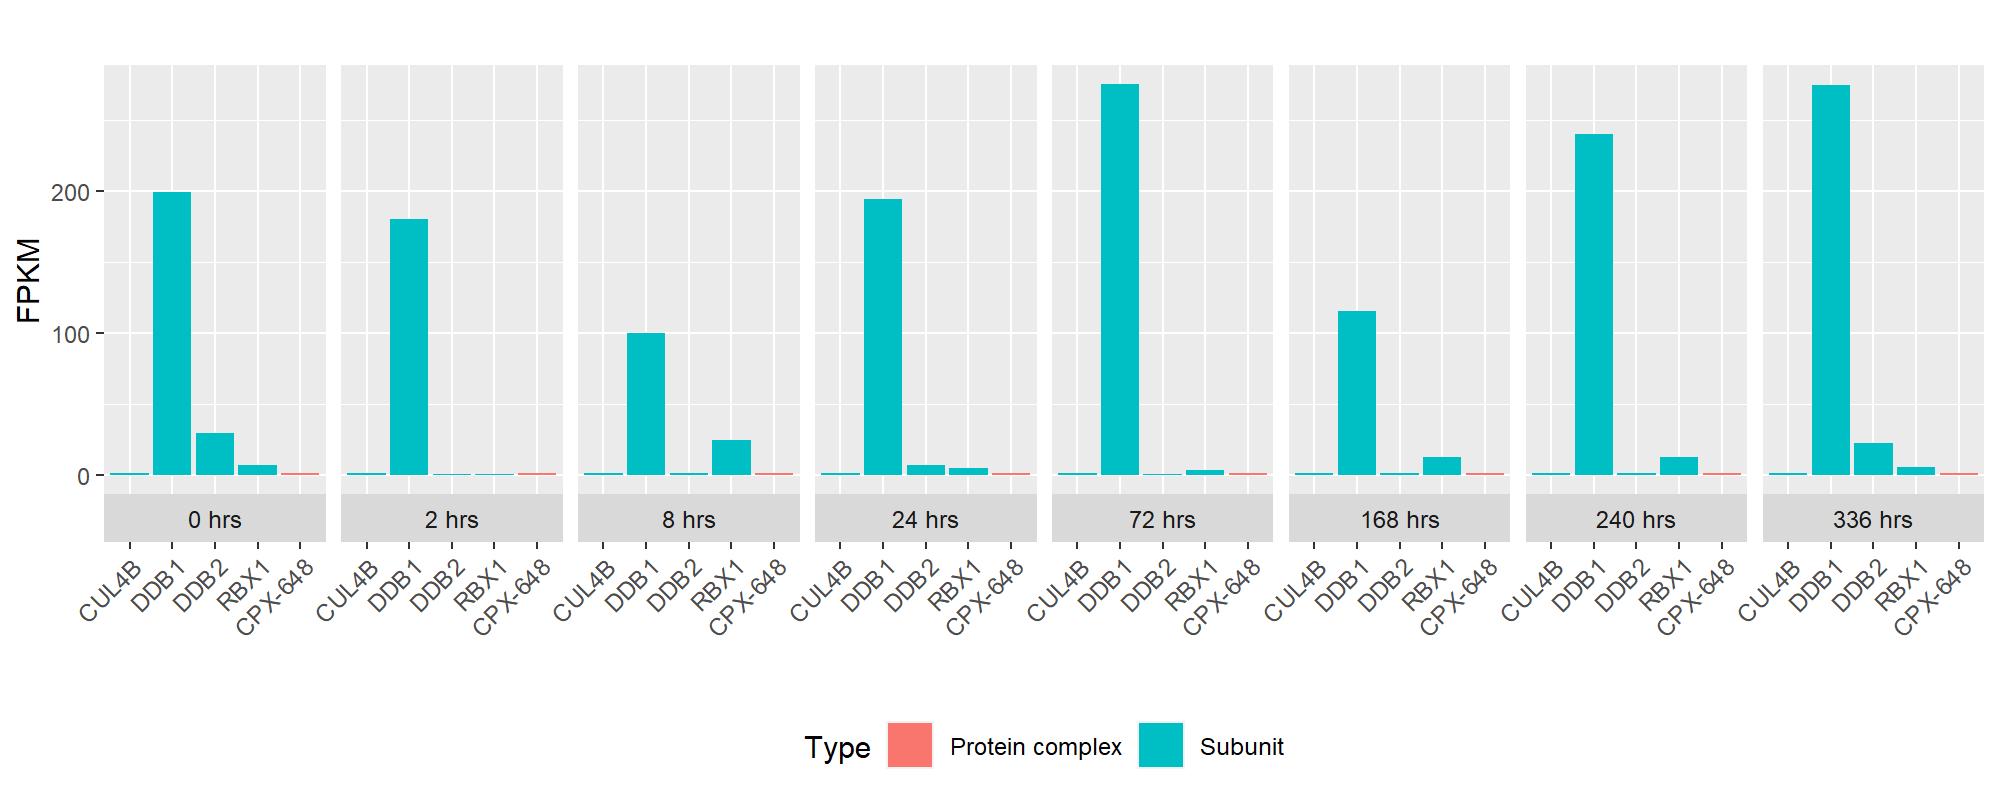 FPKM
200
100
0
0 hrs
2 hrs
8 hrs
24 hrs
72 hrs
168 hrs
240 hrs
336 hrs
CUL4B
DDB1
DDB2
RBX1
CPX-648
CUL4B
DDB1
DDB2
RBX1
CPX-648
CUL4B
DDB1
DDB2
RBX1
CPX-648
CUL4B
DDB1
DDB2
RBX1
CPX-648
CUL4B
DDB1
DDB2
RBX1
CPX-648
CUL4B
DDB1
DDB2
RBX1
CPX-648
CUL4B
DDB1
DDB2
RBX1
CPX-648
CUL4B
DDB1
DDB2
RBX1
CPX-648
Type Protein complex Subunit